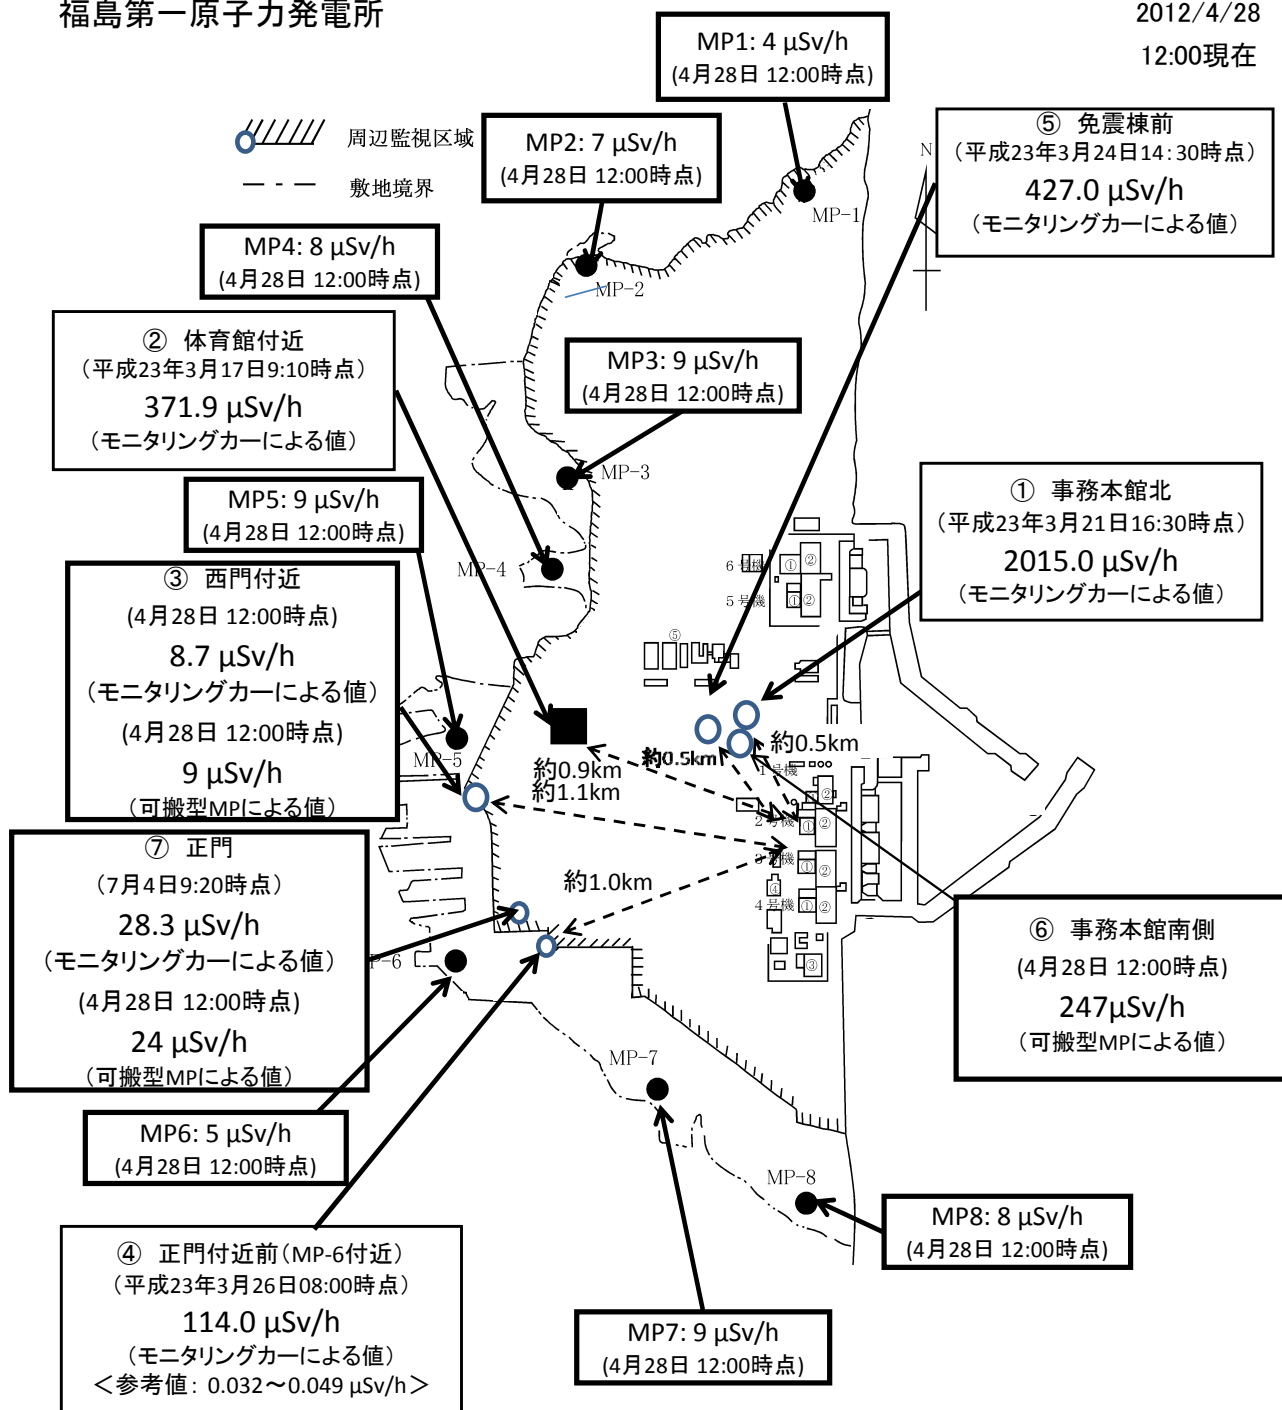 福島第一原子力発電所
2012/4/28
12:00現在
周辺監視区域
敷地境界
N
MP1: 4 μSv/h
(4月28日 12:00時点)
MP2: 7 μSv/h
(4月28日 12:00時点)
⑤ 免震棟前
(平成23年3月24日14:30時点)
427.0 μSv/h
(モニタリングカーによる値)
MP-1
MP4: 8 μSv/h
(4月28日 12:00時点)
MP-2
② 体育館付近
(平成23年3月17日9:10時点)
371.9 μSv/h
(モニタリングカーによる値)
MP3: 9 μSv/h
(4月28日 12:00時点)
MP-3
MP5: 9 μSv/h
(4月28日 12:00時点)
① 事務本館北
(平成23年3月21日16:30時点)
2015.0 μSv/h
(モニタリングカーによる値)
MP-4
6号機
① ②
5号機
① ②
⑤
③ 西門付近
(4月28日 12:00時点)
8.7 μSv/h
(モニタリングカーによる値)
(4月28日 12:00時点)
9 μSv/h
(可搬型MPによる値)
MP-5
約0.9km
約1.1km
約0.5km
約0.5km
1号機
②
2号機
① ②
3号機
① ②
④
4号機
① ②
③
約1.0km
⑦ 正門
(7月4日9:20時点)
28.3 μSv/h
(モニタリングカーによる値)
(4月28日 12:00時点)
24 μSv/h
(可搬型MPによる値)
P-6
⑥ 事務本館南側
(4月28日 12:00時点)
247μSv/h
(可搬型MPによる値)
MP-7
MP6: 5 μSv/h
(4月28日 12:00時点)
MP-8
MP8: 8 μSv/h
(4月28日 12:00時点)
④ 正門付近前(MP-6付近)
(平成23年3月26日08:00時点)
114.0 μSv/h
(モニタリングカーによる値)
<参考値: 0.032~0.049 μSv/h>
MP7: 9 μSv/h
(4月28日 12:00時点)